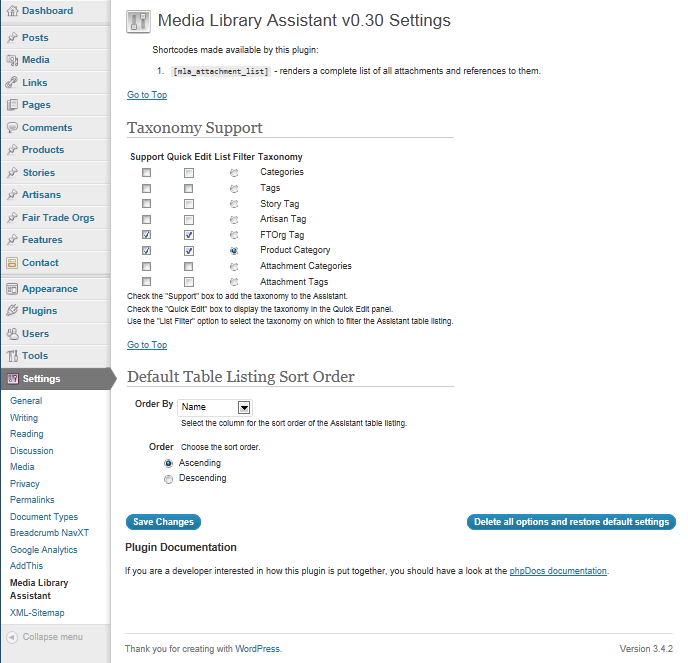 Dashboard
Posts
Media
Links
Pages
Comments
Products
Stories
Artisans
Fair Trade Orgs
Features
Contact
Appearance
Plugins
Users
Tools
Settings
General
Writing
Reading
Discussion
Media
Privacy
Permalinks
Document Types
Breadcrumb NavXT
Google Analytics
AddThis
Media Library
Assistant
XML-Sitemap
Collapse menu
Media Library Assistant v0.30 Settings
Shortcodes made available by this plugin:
1. [mla_attachment_list] - renders a complete list of all attachments and references to them.
Go to Top
Taxonomy Support
Support Quick Edit List Filter Taxonomy
Categories
Tags
Story Tag
Artisan Tag
FTOrg Tag
Product Category
Attachment Categories
Attachment Tags
Check the "Support" box to add the taxonomy to the Assistant.
Check the "Quick Edit" box to display the taxonomy in the Quick Edit panel.
Use the "List Filter" option to select the taxonomy on which to filter the Assistant table listing.
Go to Top
Default Table Listing Sort Order
Order By Name
Select the column for the sort order of the Assistant table listing.
Order Choose the sort order.
Ascending
Descending
Save Changes Delete all options and restore default settings
Plugin Documentation
If you are a developer interested in how this plugin is put together, you should have a look at the phpDocs documentation.
Thank you for creating with WordPress. Version 3.4.2